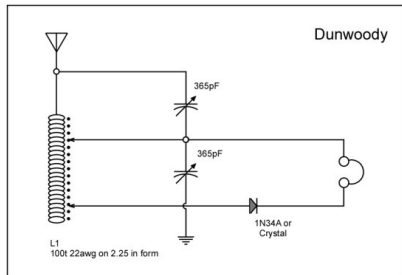 Dunwoody
365pF
365pF
1N34A or
Crystal
L1
100t 22awg on 2.25 in form